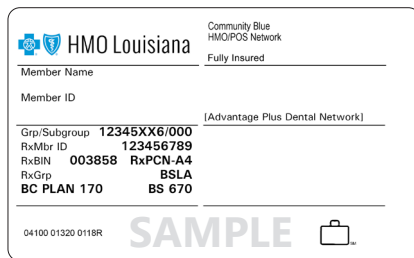 HMO Louisiana
Community Blue
HMO/POS Network
Fully Insured
Member Name
Member ID
[Advantage Plus Dental Network]
Grp/Subgroup 12345XX6/000
RxMbr ID 123456789
RxBIN 003858 RxPCN-A4
RxGrp BSLA
BC PLAN 170 BS 670
04100 01320 0118R
SAMPLE
SM